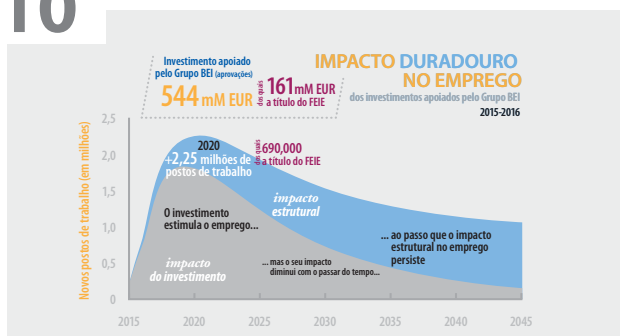 10
Investimento apoiado
pelo Grupo BEI (aprovações)
544 mM EUR
dos quais
161 mM EUR
a título do FEIE
IMPACTO DURADOURO
NO EMPREGO
dos investimentos apoiados pelo Grupo BEI
2015-2016
Novos postos de trabalho (em milhões)
2,5
2,0
1,5
1,0
0,5
0
2020
+2,25 milhões de
postos de trabalho
dos quais
690,000
a título do FEIE
impacto
estrutural
O investimento
estimula o emprego...
... ao passo que o impacto
estrutural no emprego
persiste
impacto
do investimento
... mas o seu impacto
diminui com o passar do tempo...
2015
2020
2025
2030
2035
2040
2045